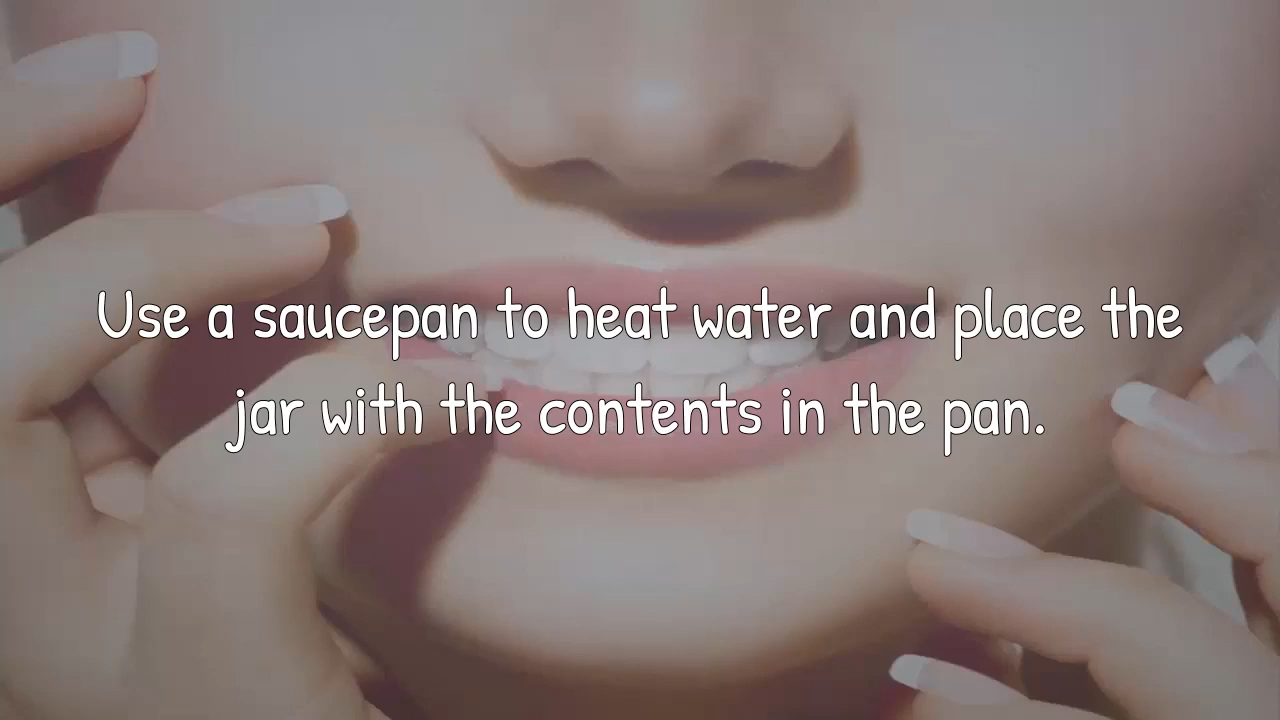 Use a saucepan to heat water and place the
jar with the contents in the pan.